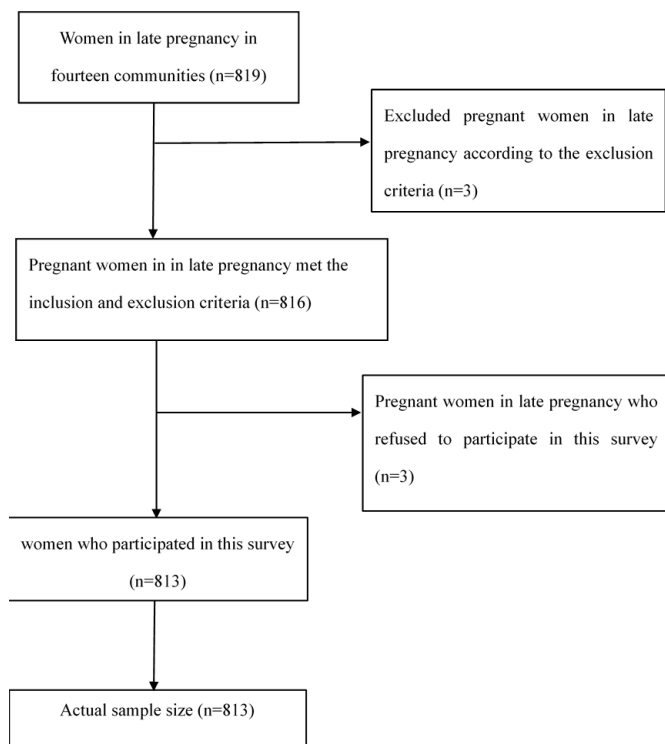 Women in late pregnancy in
fourteen communities (n=819)
Excluded pregnant women in late
pregnancy according to the exclusion
criteria (n=3)
Pregnant women in in late pregnancy met the
inclusion and exclusion criteria (n=816)
Pregnant women in late pregnancy who
refused to participate in this survey
(n=3)
women who participated in this survey
(n=813)
Actual sample size (n=813)